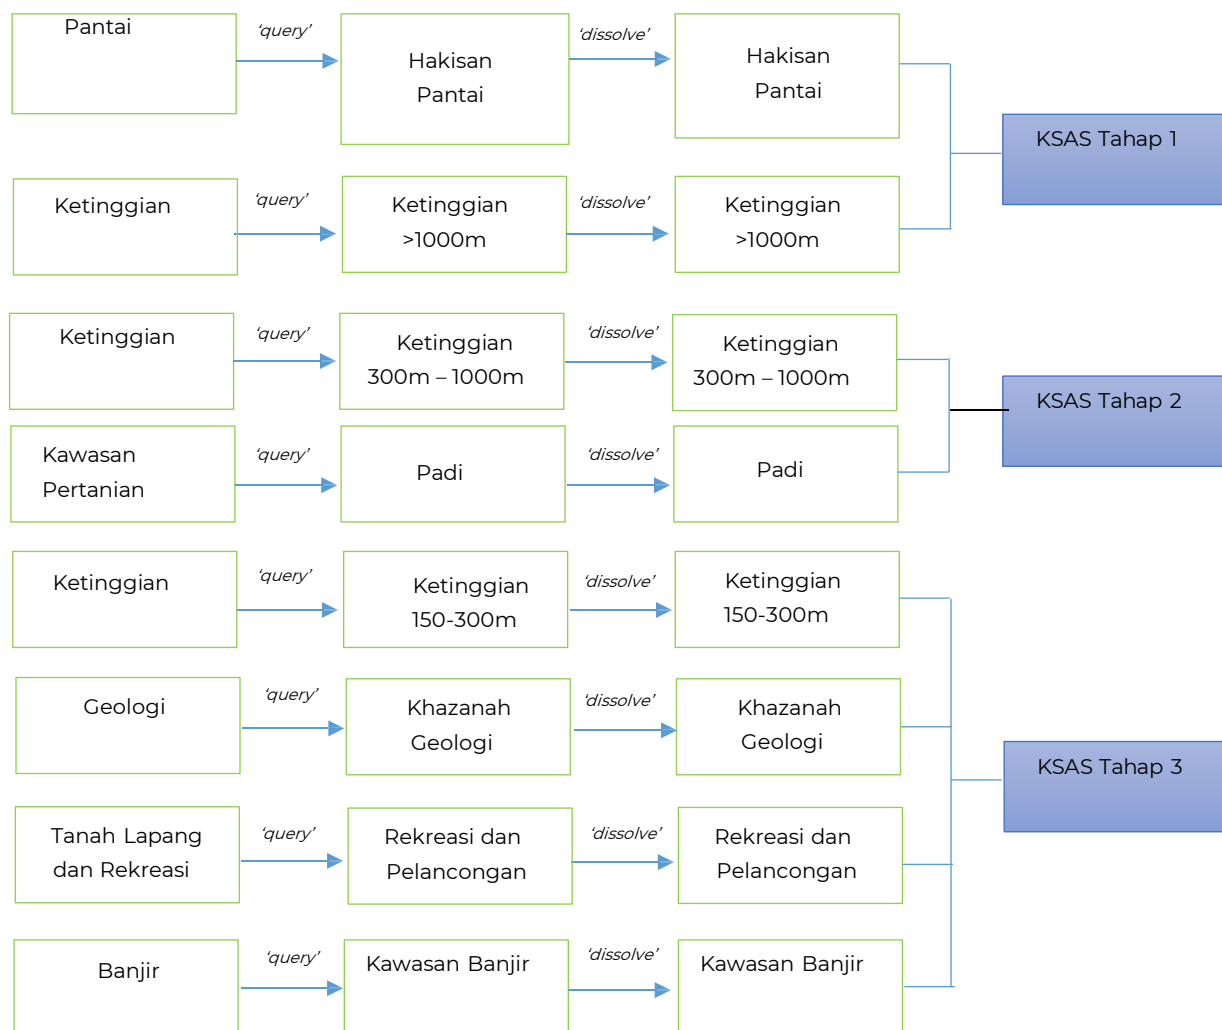 Pantai
‘query’
Hakisan
Pantai
‘dissolve’
Hakisan
Pantai
KSAS Tahap 1
Ketinggian
‘query’
Ketinggian
>1000m
‘dissolve’
Ketinggian
>1000m
Ketinggian
‘query’
Ketinggian
300m – 1000m
‘dissolve’
Ketinggian
300m – 1000m
KSAS Tahap 2
Kawasan
Pertanian
‘query’
Padi
‘dissolve’
Padi
Ketinggian
‘query’
Ketinggian
150-300m
‘dissolve’
Ketinggian
150-300m
Geologi
‘query’
Khazanah
Geologi
‘dissolve’
Khazanah
Geologi
KSAS Tahap 3
Tanah Lapang
dan Rekreasi
‘query’
Rekreasi dan
Pelancongan
‘dissolve’
Rekreasi dan
Pelancongan
Banjir
‘query’
Kawasan Banjir
‘dissolve’
Kawasan Banjir